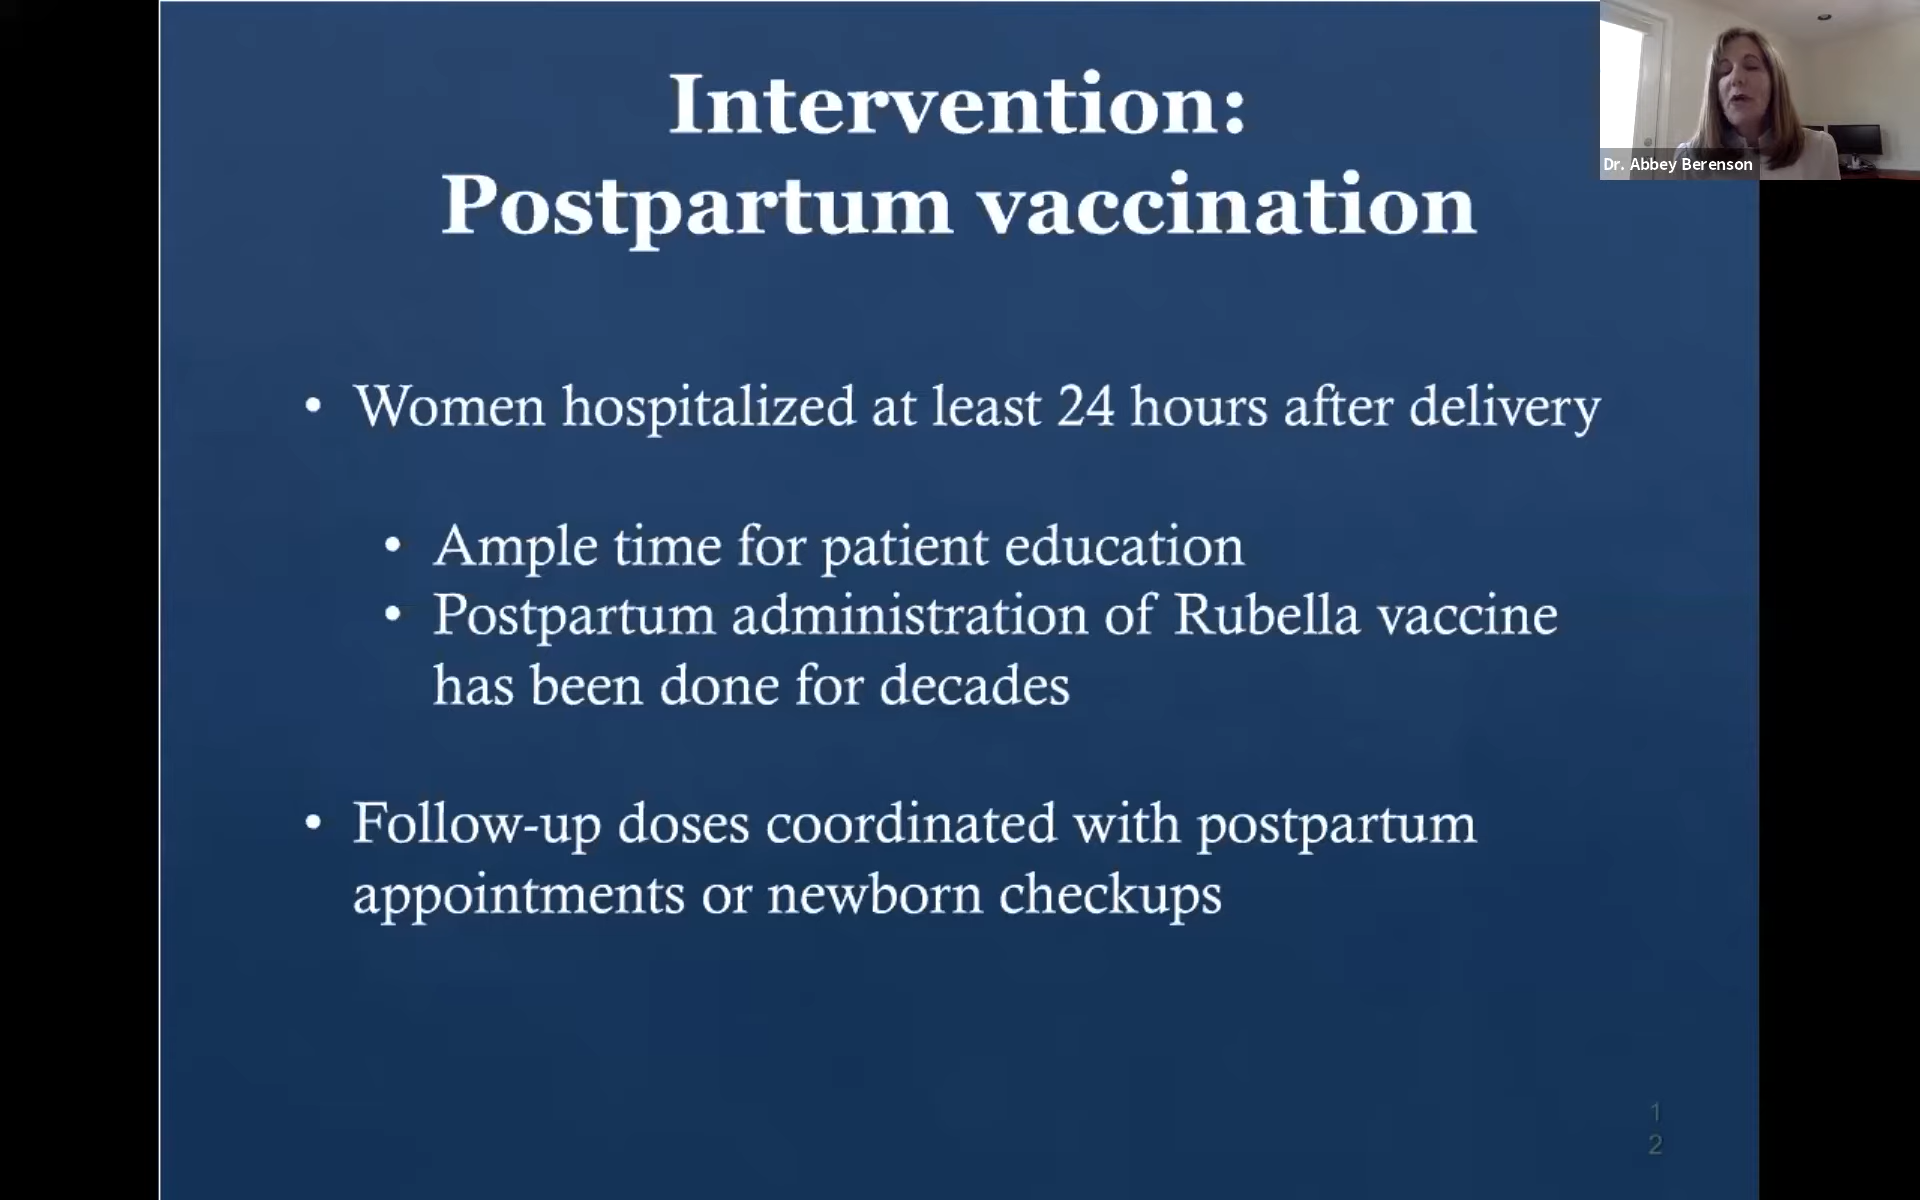 Intervention:
Postpartum vaccination
Dr. Abbey Berenson
• Women hospitalized at least 24 hours after delivery
• Ample time for patient education
• Postpartum administration of Rubella vaccine
has been done for decades
• Follow-up doses coordinated with postpartum
appointments or newborn checkups
1
2